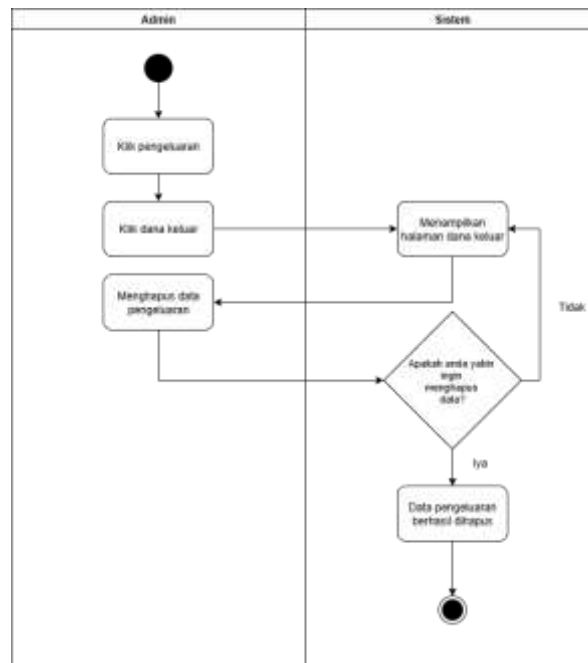 Admin
Sistem
Klik pengeluaran
Klik dana keluar
Menampilkan
halaman dana keluar
Menghapus data
pengeluaran
Tidak
Apakah anda yakin
ingin
menghapus
data?
Iya
Data pengeluaran
berhasil dihapus